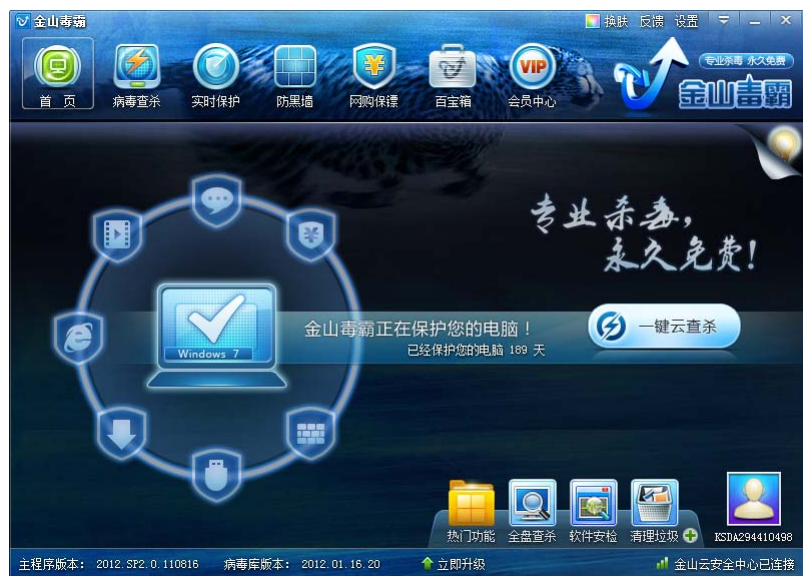 金山毒霸
换肤 反馈 设置
首 页 病毒查杀 实时保护 防黑墙 网购保镖 百宝箱 VIP 会员中心
专业杀毒 永久免费
金山毒霸
专业杀毒，
永久免费！
Windows 7
金山毒霸正在保护您的电脑！
已经保护您的电脑 189 天
一键云查杀
热门功能 全盘查杀 软件安检 清理垃圾
KSDA294410498
主程序版本： 2012.SP2.0.110816 病毒库版本： 2012.01.16.20 立即升级 金山云安全中心已连接